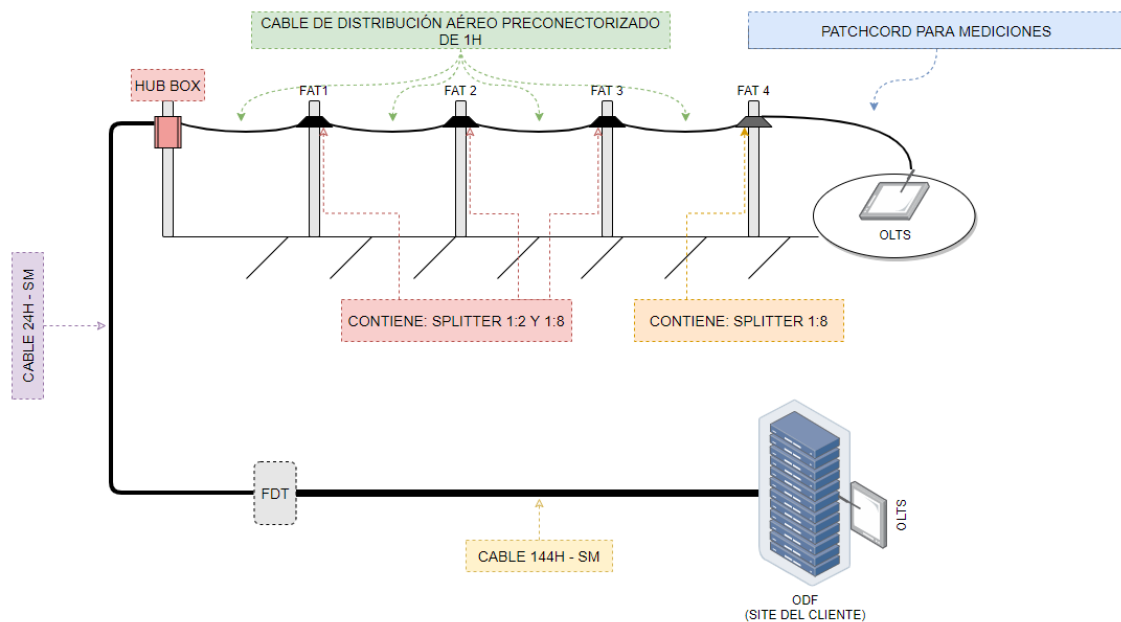 CABLE DE DISTRIBUCIÓN AÉREO PRECONECTORIZADO
DE 1H
PATCHCORD PARA MEDICIONES
HUB BOX
FAT1
FAT 2
FAT 3
FAT 4
OLTS
CONTIENE: SPLITTER 1:2 Y 1:8
CONTIENE: SPLITTER 1:8
CABLE 24H - SM
FDT
OLTS
CABLE 144H - SM
ODF
(SITE DEL CLIENTE)